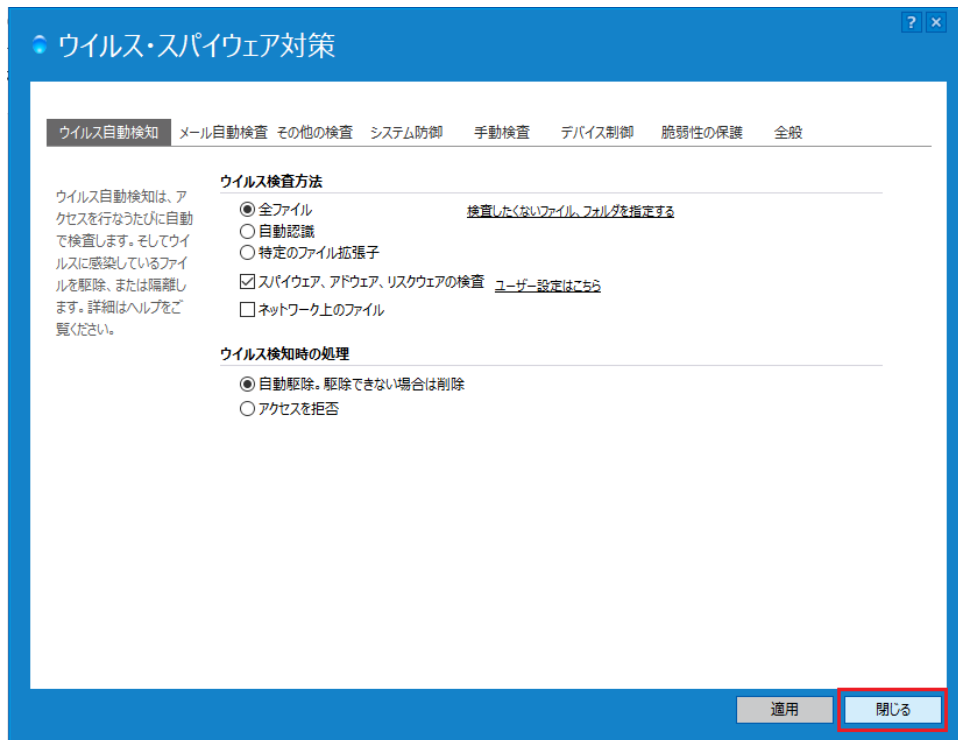 ? ×
ウイルス・スパイウェア対策
ウイルス自動検知 メール自動検査 その他の検査 システム防御 手動検査 デバイス制御 脆弱性の保護 全般
ウイルス自動検知は、ア
クセスを行なうたびに自動
で検査します。そしてウイ
ルスに感染しているファイ
ルを駆除、または隔離し
ます。詳細はヘルプをご
覧ください。
ウイルス検査方法
全ファイル 検査したくないファイル、フォルダを指定する
自動認識
特定のファイル拡張子
スパイウェア、アドウェア、リスクウェアの検査 ユーザー設定はこちら
ネットワーク上のファイル
ウイルス検知時の処理
自動駆除。駆除できない場合は削除
アクセスを拒否
適用 閉じる